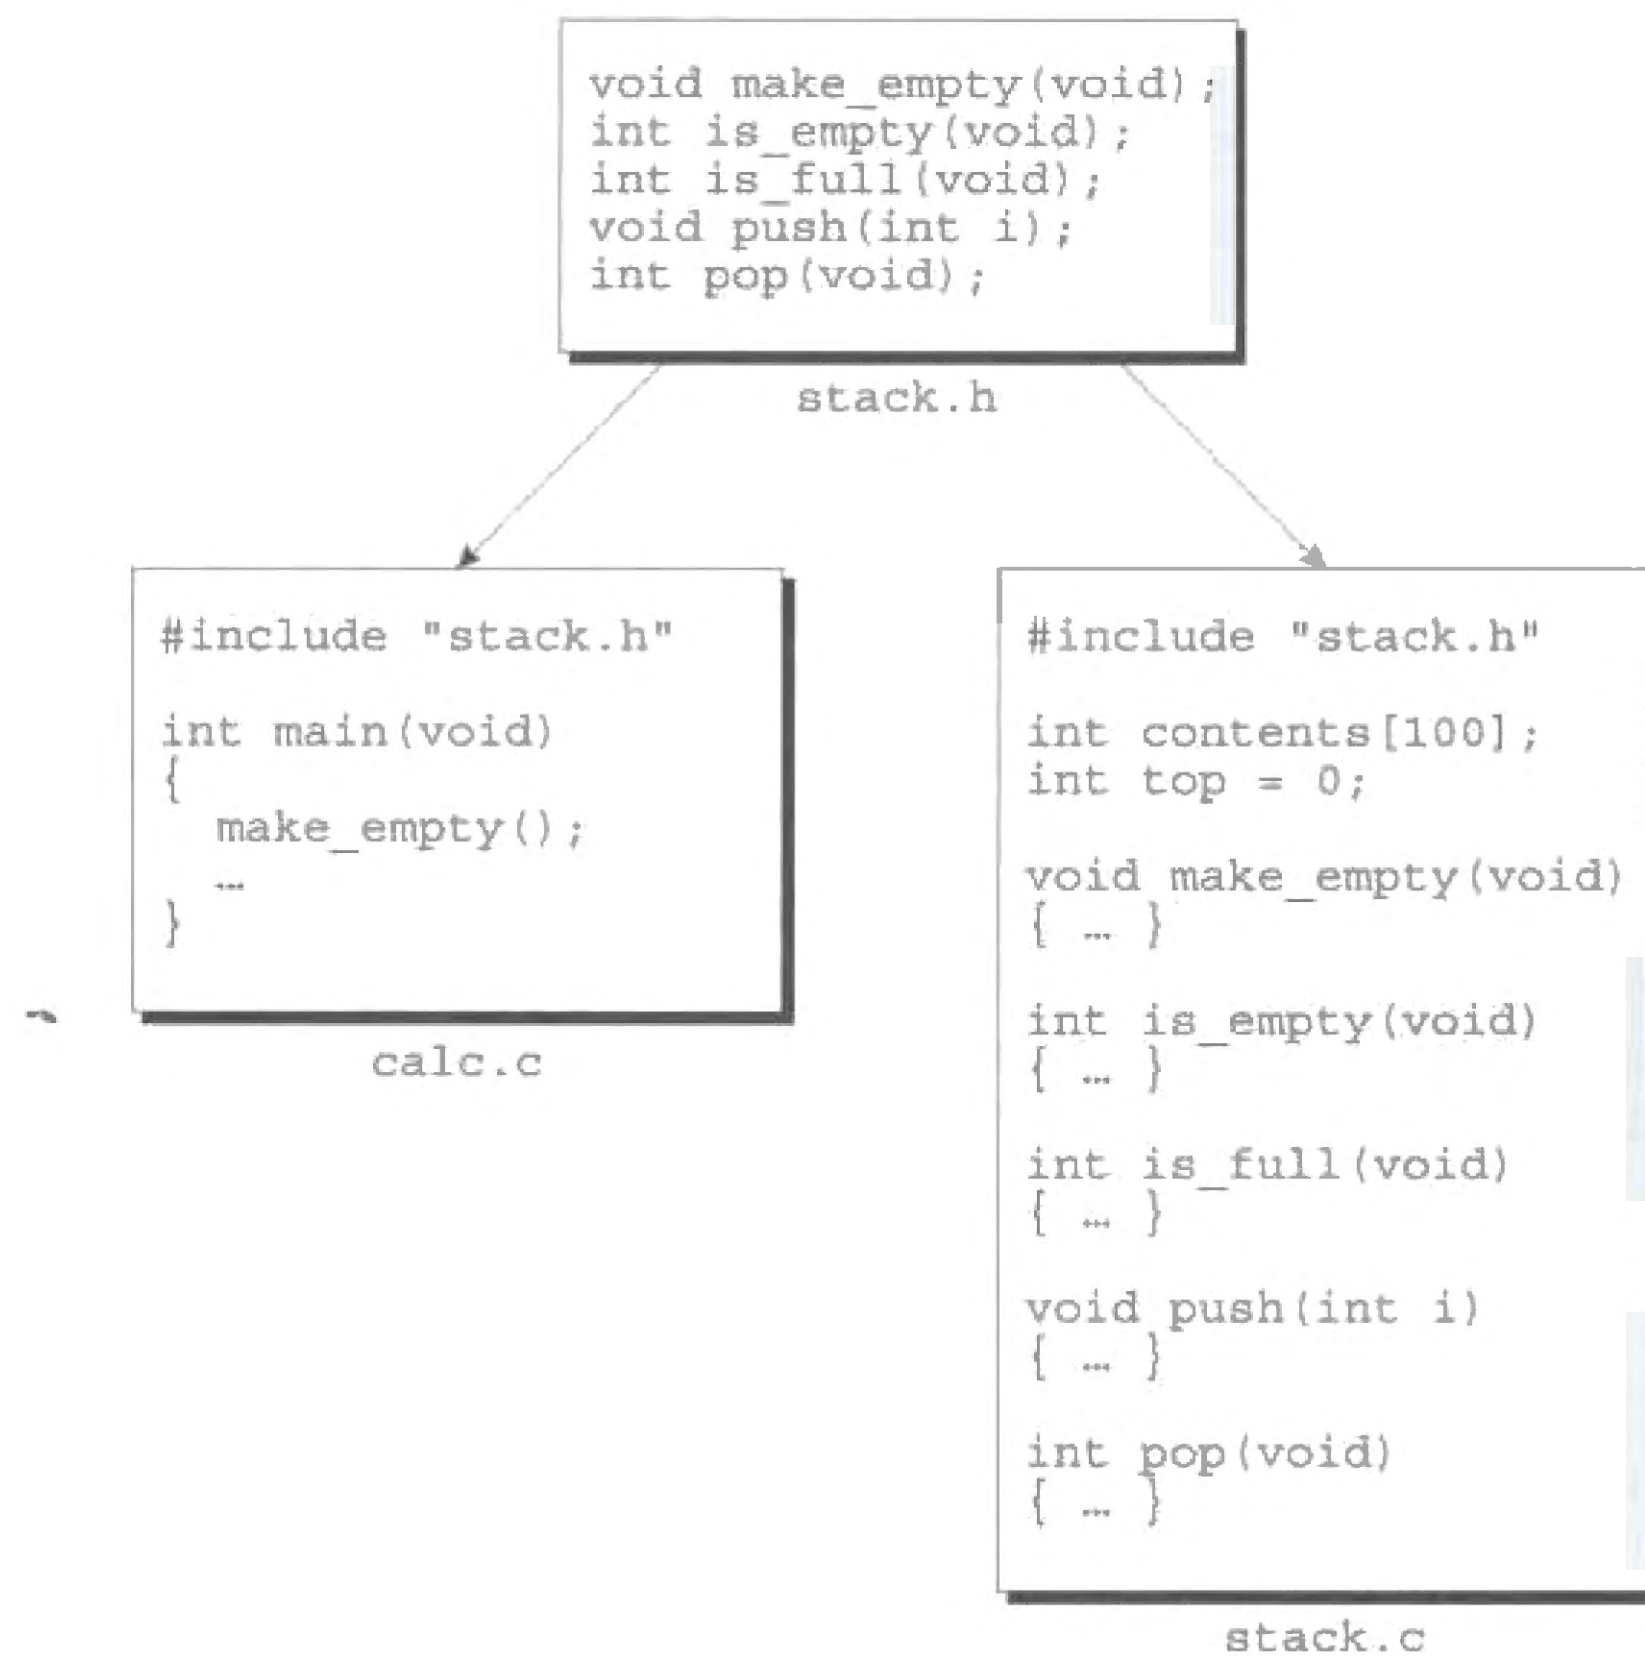 void make_empty(void);
int is_empty(void);
int is_full(void);
void push(int i);
int pop(void);
stack.h
#include "stack.h"
int main(void)
{
make_empty();
…
}
calc.c
#include "stack.h"
int contents[100];
int top = 0;
void make_empty(void)
{ … }
int is_empty(void)
{ … }
int is_full(void)
{ … }
void push(int i)
{ … }
int pop(void)
{ … }
stack.c